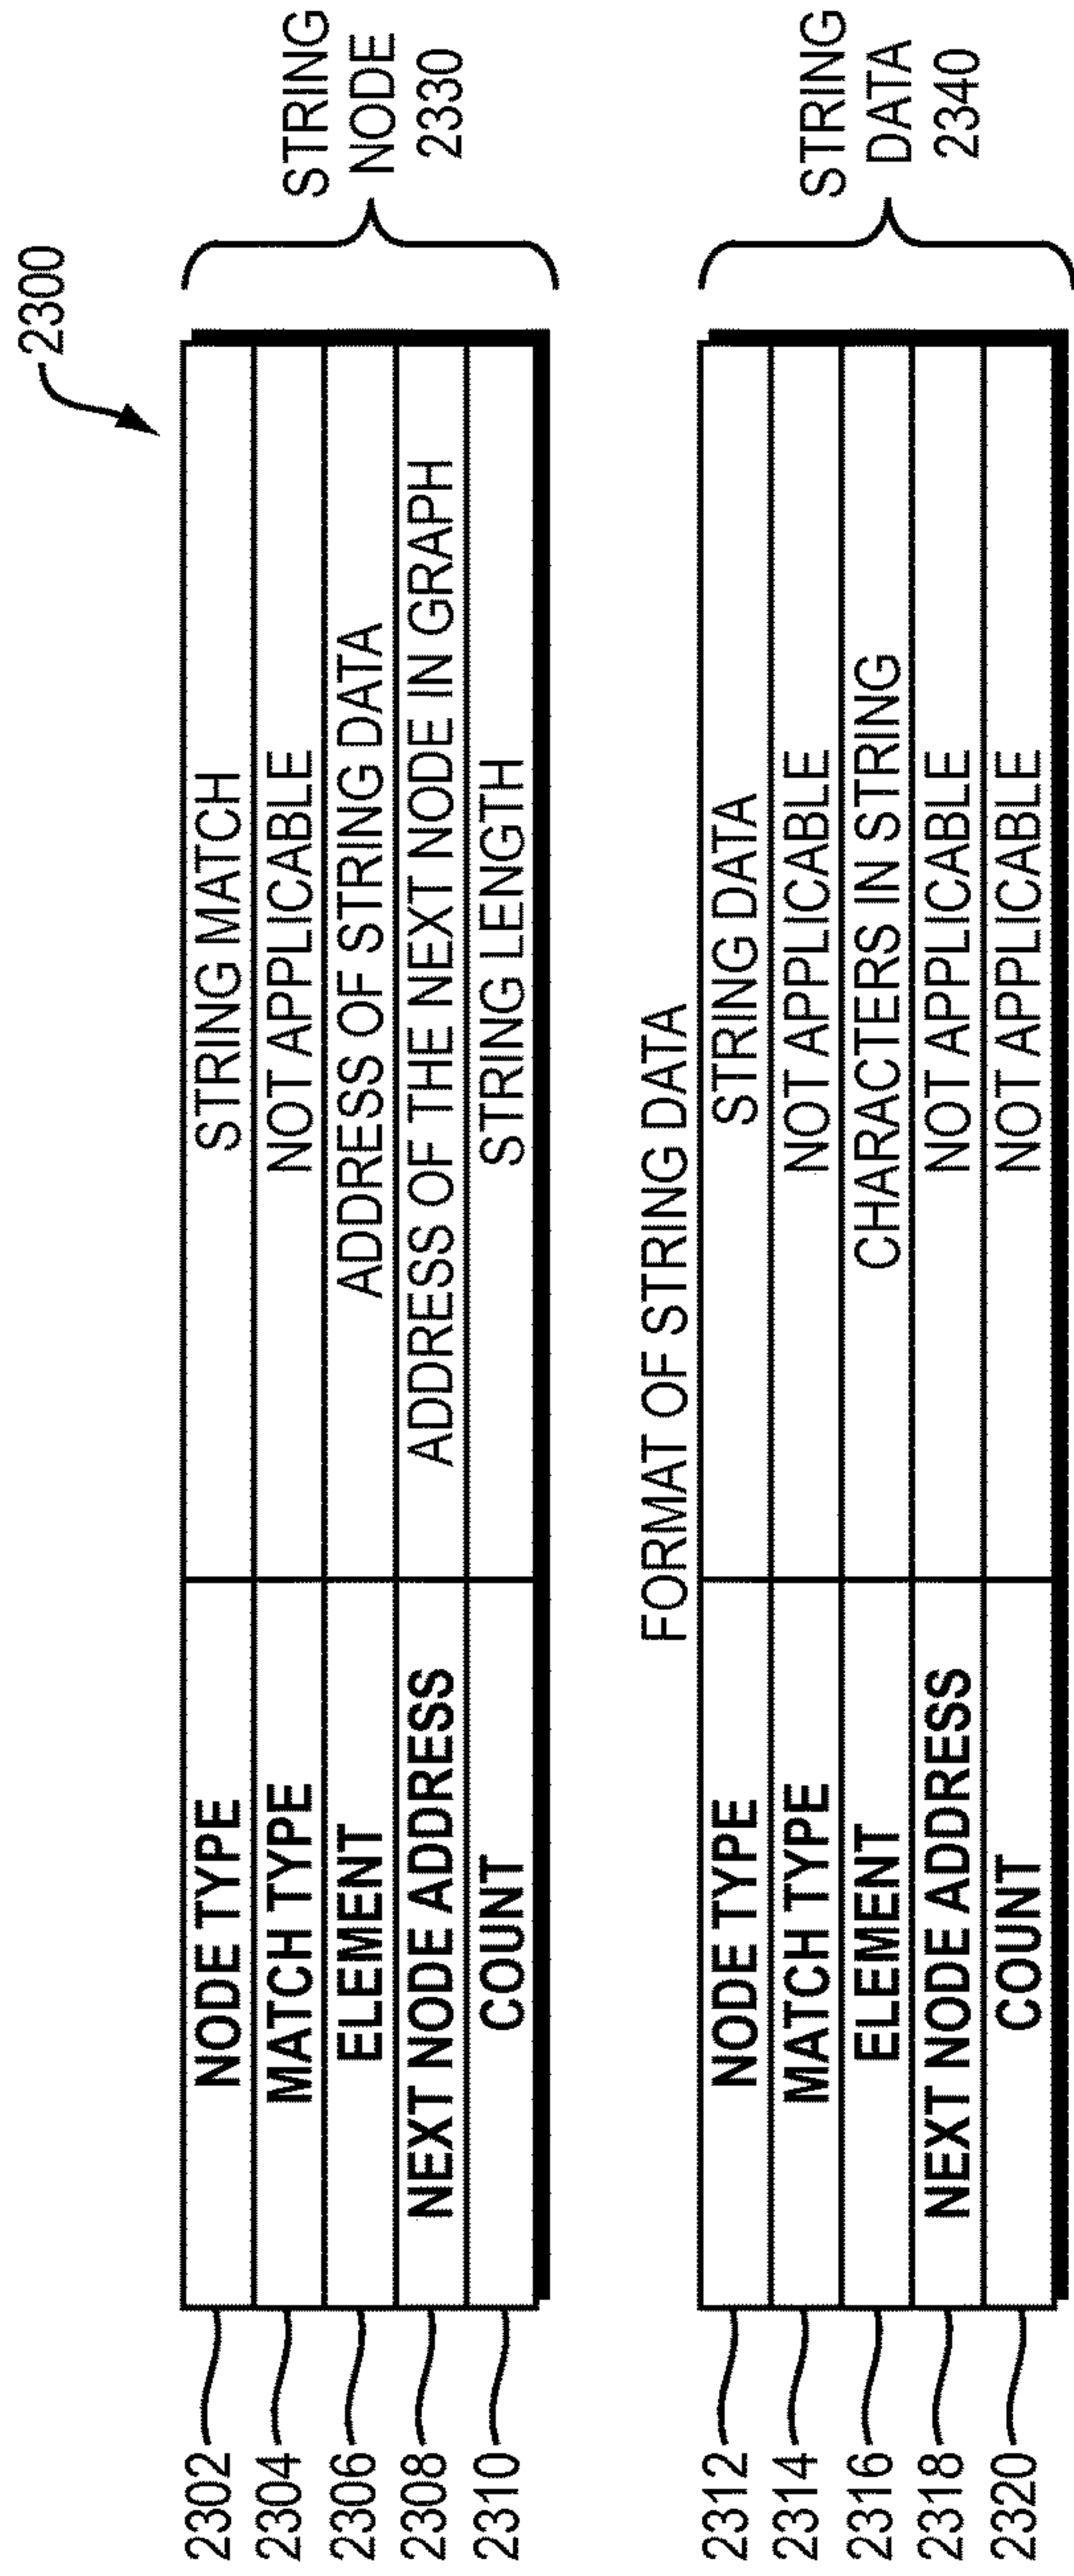 2300
2302 NODE TYPE STRING MATCH
2304 MATCH TYPE NOT APPLICABLE
2306 ELEMENT ADDRESS OF STRING DATA
2308 NEXT NODE ADDRESS ADDRESS OF THE NEXT NODE IN GRAPH
2310 COUNT STRING LENGTH
STRING
NODE
2330
FORMAT OF STRING DATA
2312 NODE TYPE STRING DATA
2314 MATCH TYPE NOT APPLICABLE
2316 ELEMENT CHARACTERS IN STRING
2318 NEXT NODE ADDRESS NOT APPLICABLE
2320 COUNT NOT APPLICABLE
STRING
DATA
2340